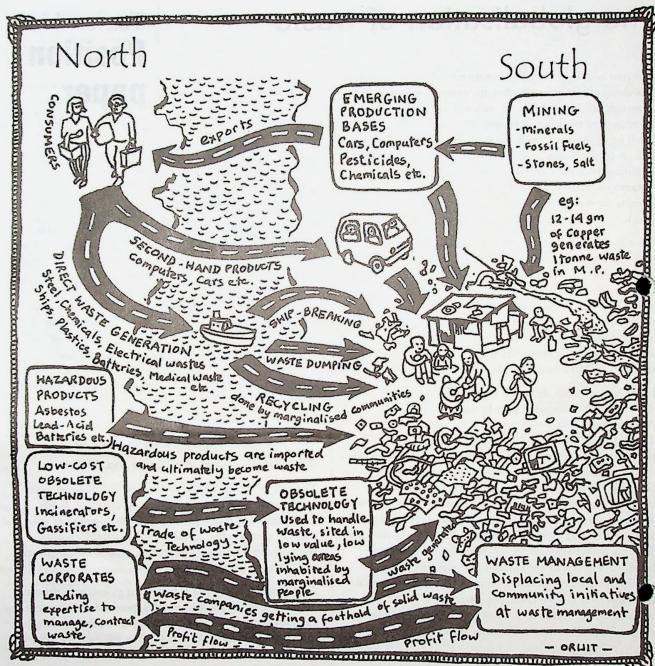 North
South
CONSUMERS
exports
EMERGING
PRODUCTION
BASES
Cars, Computers
Pesticides,
Chemicals etc.
MINING
-minerals
- Fossil Fuels
- Stones, Salt
eg:
12-14 gm
of Copper
generates
1 tonne waste
in M.P.
SECOND-HAND PRODUCTS
Computers, Cars etc.
DIRECT WASTE GENERATION
Steel, Chemicals, Electrical wastes
Ships, Plastics, Batteries, Medical Waste
etc.
SHIP-BREAKING
WASTE DUMPING
RECYCLING
done by marginalised communities
HAZARDOUS
PRODUCTS
Asbestos
Lead-Acid
Batteries etc.
Hazardous products are imported
and ultimately become waste
LOW-COST
OBSOLETE
TECHNOLOGY
Incinerators,
Gassifiers etc.
Trade of Waste
Technology
OBSOLETE
TECHNOLOGY
Used to handle
waste, sited in
low value, low
lying areas
inhabited by
marginalised
people
waste generated
WASTE
CORPORATES
Lending
expertise to
manage, contract
waste
Waste companies getting a foothold of solid waste
Profit flow
Profit flow
WASTE MANAGEMENT
Displacing local and
community initiatives
at waste management
- ORIJIT -